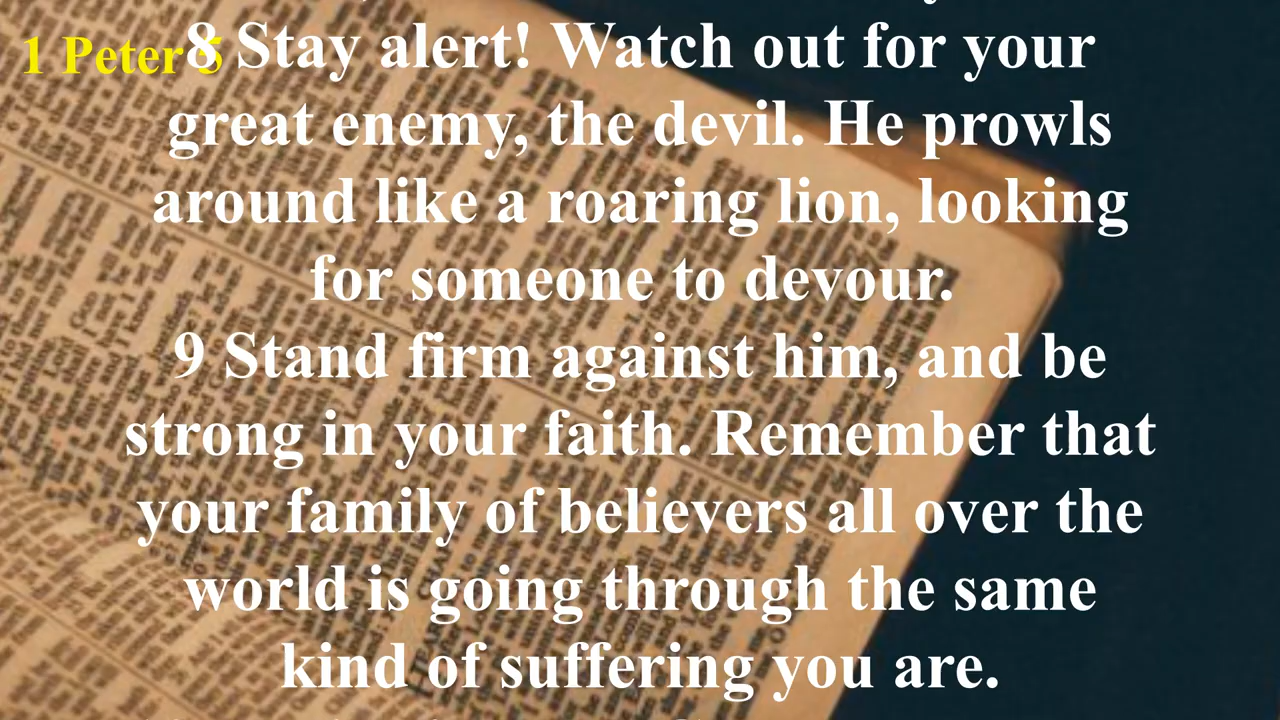 1 Peter 5
8 Stay alert! Watch out for your
great enemy, the devil. He prowls
around like a roaring lion, looking
for someone to devour.
9 Stand firm against him, and be
strong in your faith. Remember that
your family of believers all over the
world is going through the same
kind of suffering you are.